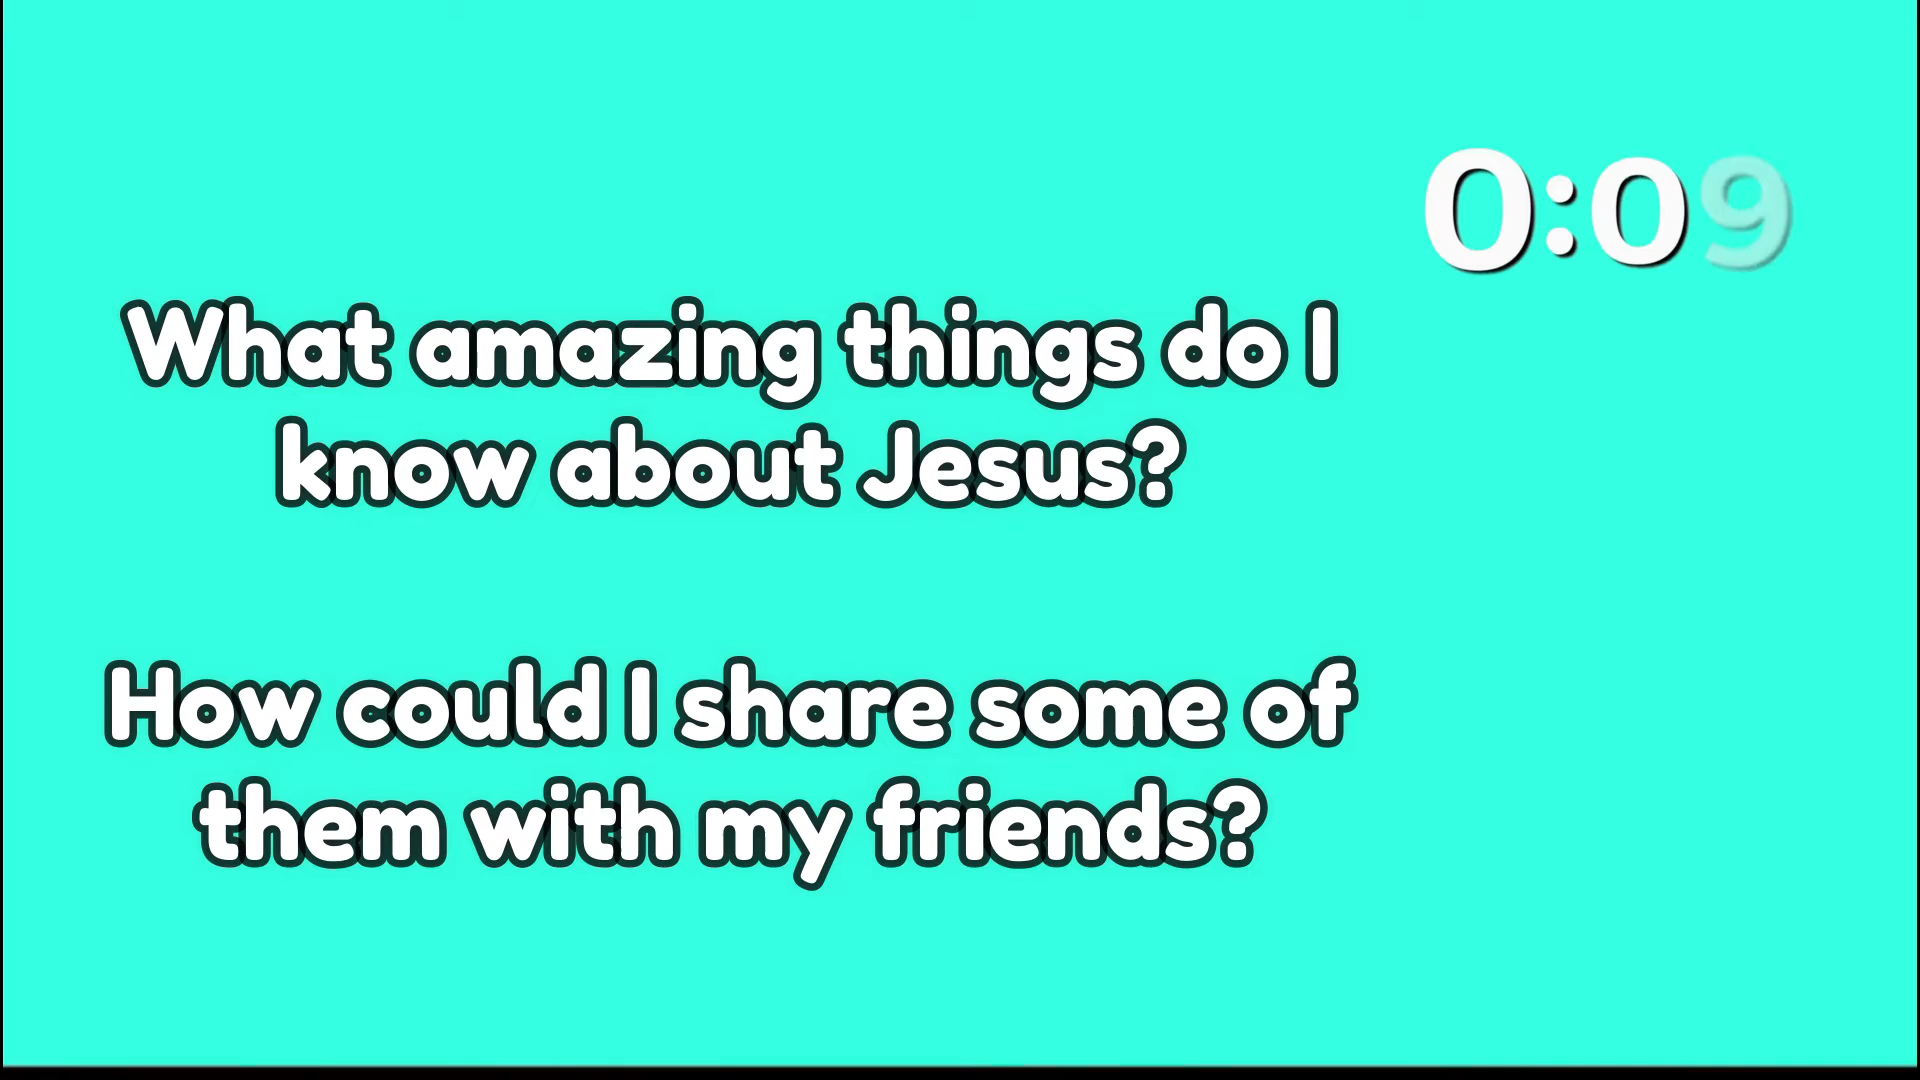 0:09
What amazing things do I
know about Jesus?
How could I share some of
them with my friends?